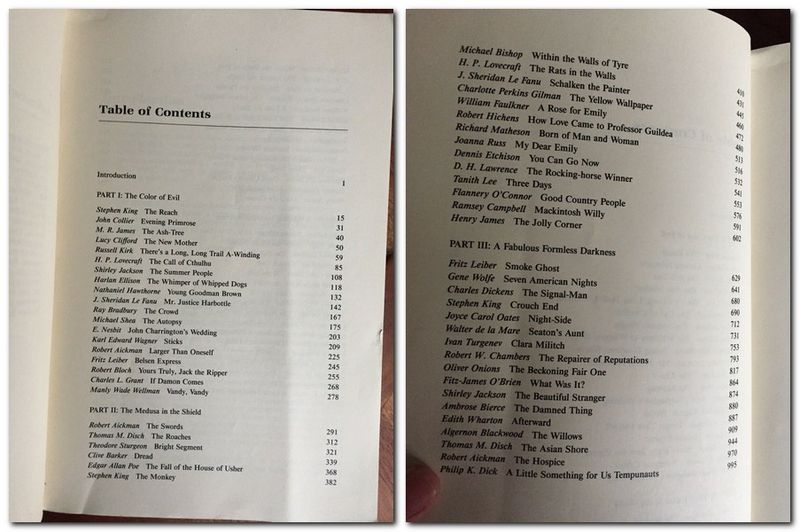 Table of Contents
Introduction 1
PART I: The Color of Evil
Stephen King The Reach 15
John Collier Evening Primrose 31
M. R. James The Ash-Tree 40
Lucy Clifford The New Mother 50
Russell Kirk There's a Long, Long Trail A-Winding 59
H. P. Lovecraft The Call of Cthulhu 85
Shirley Jackson The Summer People 108
Harlan Ellison The Whimper of Whipped Dogs 118
Nathaniel Hawthorne Young Goodman Brown 132
J. Sheridan Le Fanu Mr. Justice Harbottle 142
Ray Bradbury The Crowd 167
Michael Shea The Autopsy 175
E. Nesbit John Charrington's Wedding 203
Karl Edward Wagner Sticks 209
Robert Aickman Larger Than Oneself 225
Fritz Leiber Belsen Express 245
Robert Bloch Yours Truly, Jack the Ripper 255
Charles L. Grant If Damon Comes 268
Manly Wade Wellman Vandy, Vandy 278
PART II: The Medusa in the Shield
Robert Aickman The Swords 291
Thomas M. Disch The Roaches 312
Theodore Sturgeon Bright Segment 321
Clive Barker Dread 339
Edgar Allan Poe The Fall of the House of Usher 368
Stephen King The Monkey 382
Michael Bishop Within the Walls of Tyre 410
H. P. Lovecraft The Rats in the Walls 431
J. Sheridan Le Fanu Schalken the Painter 445
Charlotte Perkins Gilman The Yellow Wallpaper 460
William Faulkner A Rose for Emily 472
Robert Hichens How Love Came to Professor Guildea 480
Richard Matheson Born of Man and Woman 513
Joanna Russ My Dear Emily 516
Dennis Etchison You Can Go Now 532
D. H. Lawrence The Rocking-horse Winner 541
Tanith Lee Three Days 553
Flannery O'Connor Good Country People 576
Ramsey Campbell Mackintosh Willy 591
Henry James The Jolly Corner 602
PART III: A Fabulous Formless Darkness
Fritz Leiber Smoke Ghost 629
Gene Wolfe Seven American Nights 641
Charles Dickens The Signal-Man 680
Stephen King Crouch End 690
Joyce Carol Oates Night-Side 712
Walter de la Mare Seaton's Aunt 731
Ivan Turgenev Clara Militch 753
Robert W. Chambers The Repairer of Reputations 793
Oliver Onions The Beckoning Fair One 817
Fitz-James O'Brien What Was It? 864
Shirley Jackson The Beautiful Stranger 874
Ambrose Bierce The Damned Thing 880
Edith Wharton Afterward 887
Algernon Blackwood The Willows 909
Thomas M. Disch The Asian Shore 944
Robert Aickman The Hospice 970
Philip K. Dick A Little Something for Us Tempunauts 995